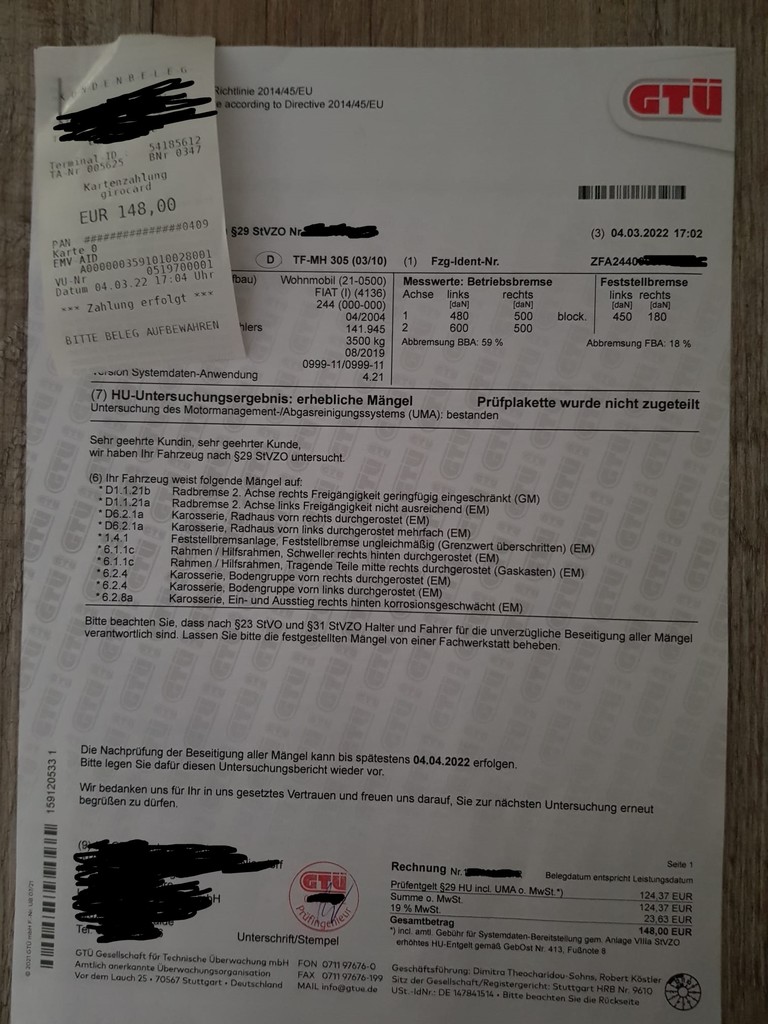 KUNDENBELEG
Terminal-ID 54185612
TA-Nr 005625 BNr 0347
Kartenzahlung
girocard
EUR 148,00
PAN ###############0409
Karte 0
EMV AID
A0000003591010028001
VU-Nr 0519700001
Datum 04.03.22 17:04 Uhr
*** Zahlung erfolgt ***
BITTE BELEG AUFBEWAHREN
Richtlinie 2014/45/EU
e according to Directive 2014/45/EU
GTÜ
§29 StVZO Nr.
(3) 04.03.2022 17:02
D TF-MH 305 (03/10) (1) Fzg-Ident-Nr. ZFA2440
fbau) Wohnmobil (21-0500)
FIAT (I) (4136)
244 (000-000)
04/2004
hlers 141.945
3500 kg
08/2019
0999-11/0999-11
Version Systemdaten-Anwendung 4.21
Messwerte: Betriebsbremse
Achse links rechts
[daN] [daN]
1 480 500 block.
2 600 500
Abbremsung BBA: 59 %
Feststellbremse
links rechts
[daN] [daN]
450 180
Abbremsung FBA: 18 %
(7) HU-Untersuchungsergebnis: erhebliche Mängel Prüfplakette wurde nicht zugeteilt
Untersuchung des Motormanagement-/Abgasreinigungssystems (UMA): bestanden
Sehr geehrte Kundin, sehr geehrter Kunde,
wir haben Ihr Fahrzeug nach §29 StVZO untersucht.
(6) Ihr Fahrzeug weist folgende Mängel auf:
* D1.1.21b Radbremse 2. Achse rechts Freigängigkeit geringfügig eingeschränkt (GM)
* D1.1.21a Radbremse 2. Achse links Freigängigkeit nicht ausreichend (EM)
* D6.2.1a Karosserie, Radhaus vorn rechts durchgerostet (EM)
* D6.2.1a Karosserie, Radhaus vorn links durchgerostet mehrfach (EM)
* 1.4.1 Feststellbremsanlage, Feststellbremse ungleichmäßig (Grenzwert überschritten) (EM)
* 6.1.1c Rahmen / Hilfsrahmen, Schweller rechts hinten durchgerostet (EM)
* 6.1.1c Rahmen / Hilfsrahmen, Tragende Teile mitte rechts durchgerostet (Gaskasten) (EM)
* 6.2.4 Karosserie, Bodengruppe vorn rechts durchgerostet (EM)
* 6.2.4 Karosserie, Bodengruppe vorn links durchgerostet (EM)
* 6.2.8a Karosserie, Ein- und Ausstieg rechts hinten korrosionsgeschwächt (EM)
Bitte beachten Sie, dass nach §23 StVO und §31 StVZO Halter und Fahrer für die unverzügliche Beseitigung aller Mängel
verantwortlich sind. Lassen Sie bitte die festgestellten Mängel von einer Fachwerkstatt beheben.
Die Nachprüfung der Beseitigung aller Mängel kann bis spätestens 04.04.2022 erfolgen.
Bitte legen Sie dafür diesen Untersuchungsbericht wieder vor.
Wir bedanken uns für Ihr in uns gesetztes Vertrauen und freuen uns darauf, Sie zur nächsten Untersuchung erneut
begrüßen zu dürfen.
159120533 1
(9)
H
Tel
GTÜ
Prüfingenieur
Unterschrift/Stempel
Seite 1
Rechnung Nr. Belegdatum entspricht Leistungsdatum
Prüfentgelt §29 HU incl. UMA o. MwSt.*) 124,37 EUR
Summe o. MwSt. 124,37 EUR
19 % MwSt. 23,63 EUR
Gesamtbetrag 148,00 EUR
*) incl. amtl. Gebühr für Systemdaten-Bereitstellung gem. Anlage VIIIa StVZO
erhöhtes HU-Entgelt gemäß GebOst Nr. 413, Fußnote 8
GTÜ Gesellschaft für Technische Überwachung mbH
Amtlich anerkannte Überwachungsorganisation
Vor dem Lauch 25 • 70567 Stuttgart • Deutschland
FON 0711 97676-0
FAX 0711 97676-199
MAIL info@gtue.de
Geschäftsführung: Dimitra Theocharidou-Sohns, Robert Köstler
Sitz der Gesellschaft/Registergericht: Stuttgart HRB Nr. 9610
USt.-IdNr.: DE 147841514 • Bitte beachten Sie die Rückseite